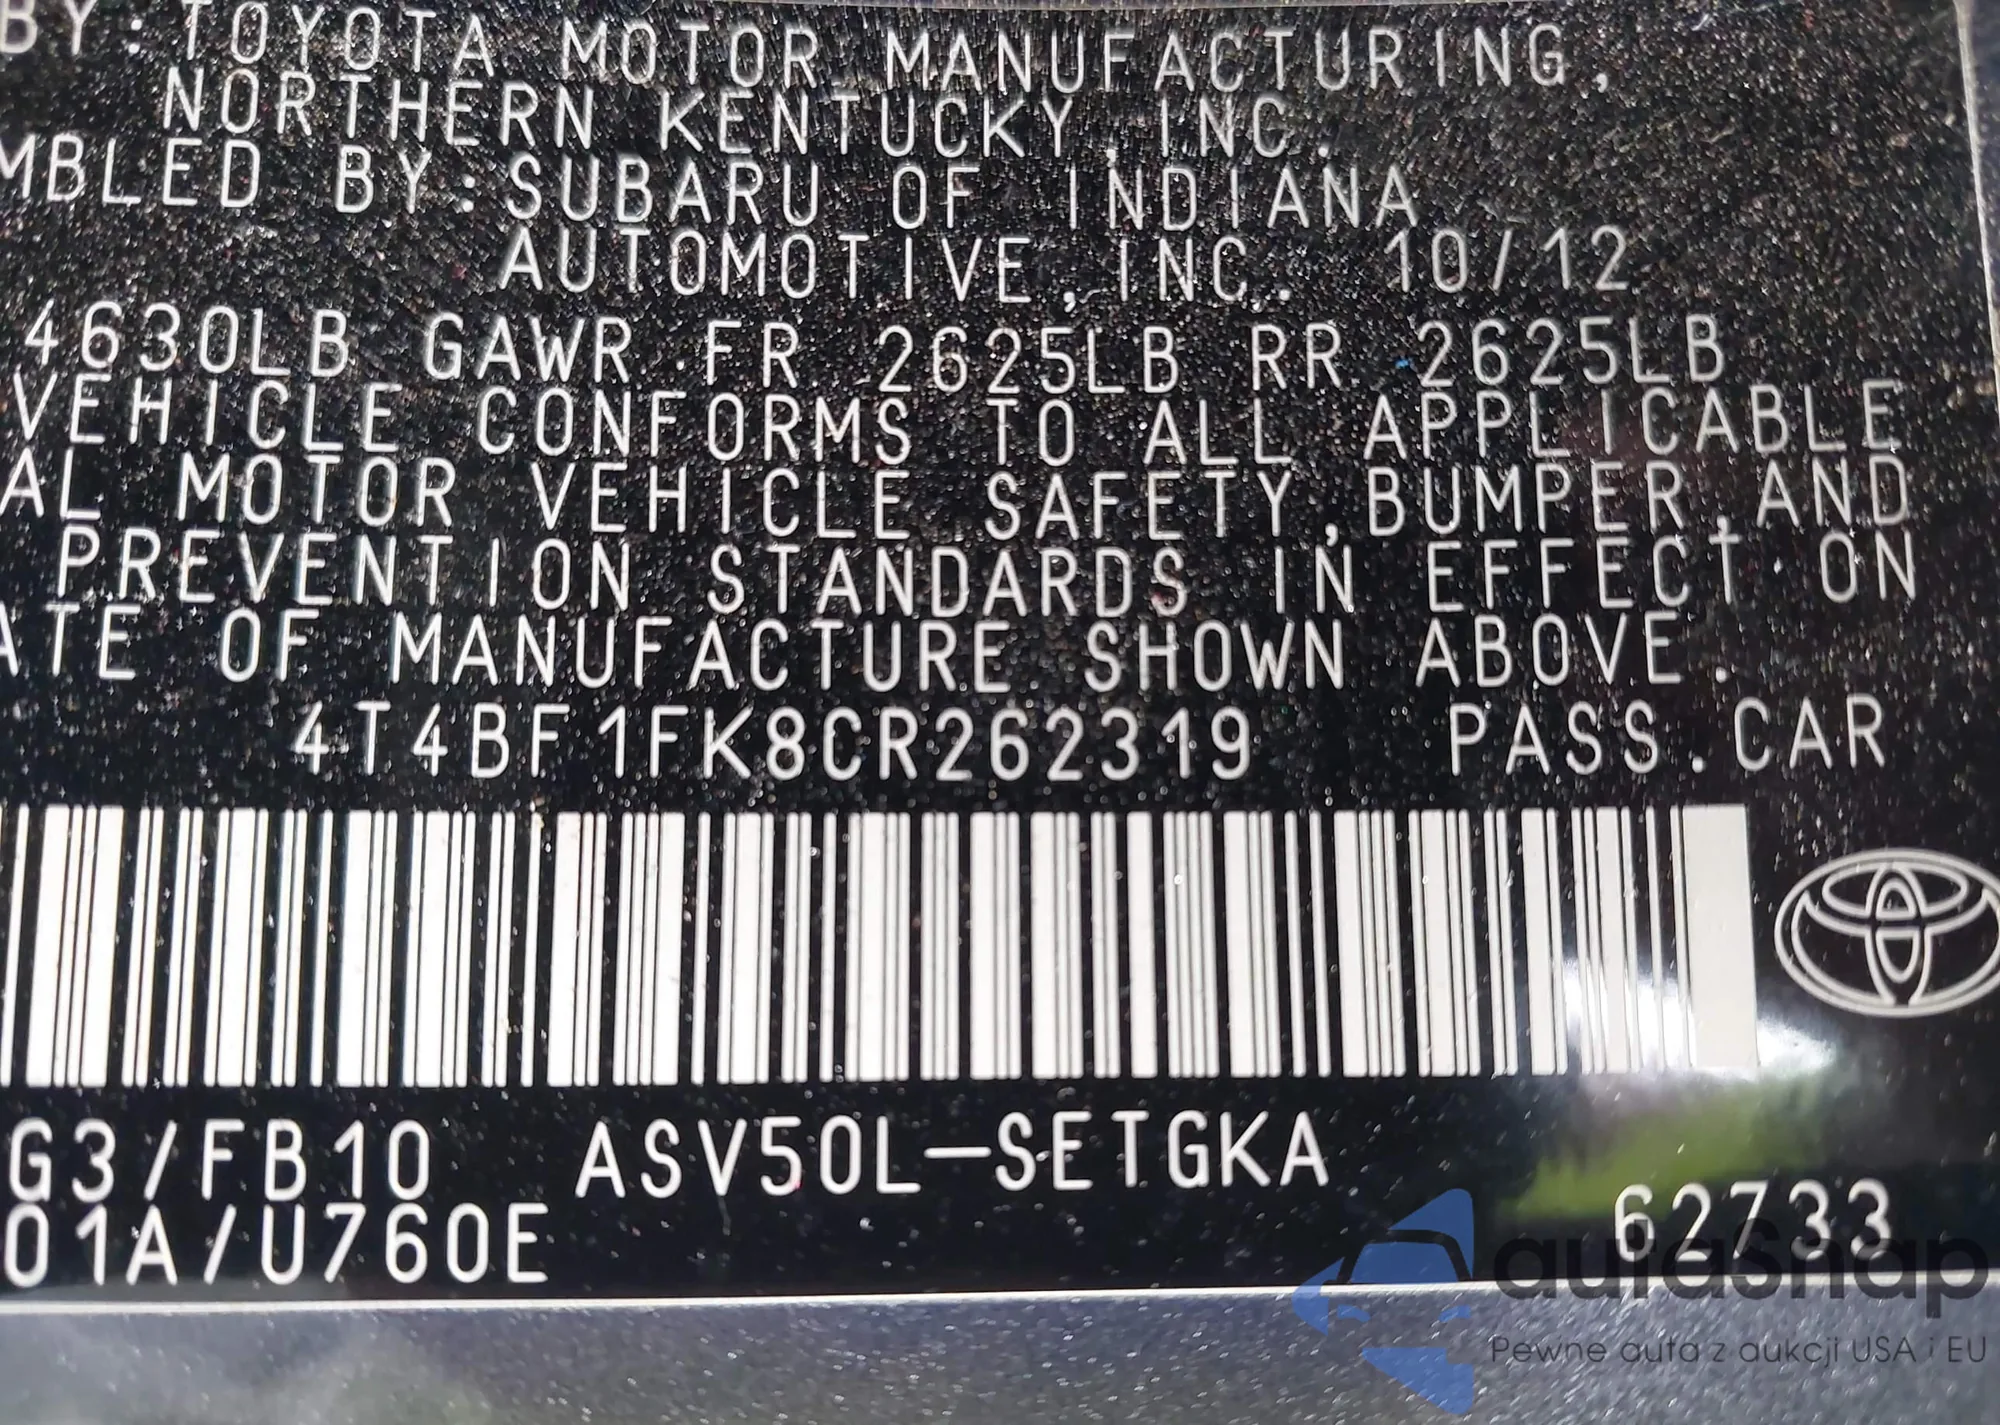 BY:TOYOTA MOTOR MANUFACTURING,
NORTHERN KENTUCKY,INC.
MBLED BY:SUBARU OF INDIANA
AUTOMOTIVE,INC. 10/12
4630LB GAWR FR 2625LB RR 2625LB
VEHICLE CONFORMS TO ALL APPLICABLE
AL MOTOR VEHICLE SAFETY,BUMPER,AND
PREVENTION STANDARDS IN EFFECT ON
ATE OF MANUFACTURE SHOWN ABOVE.
4T4BF1FK8CR262319 PASS.CAR
G3/FB10 ASV50L-SETGKA
01A/U760E 62733
autaSnap
Pewne auta z aukcji USA i EU